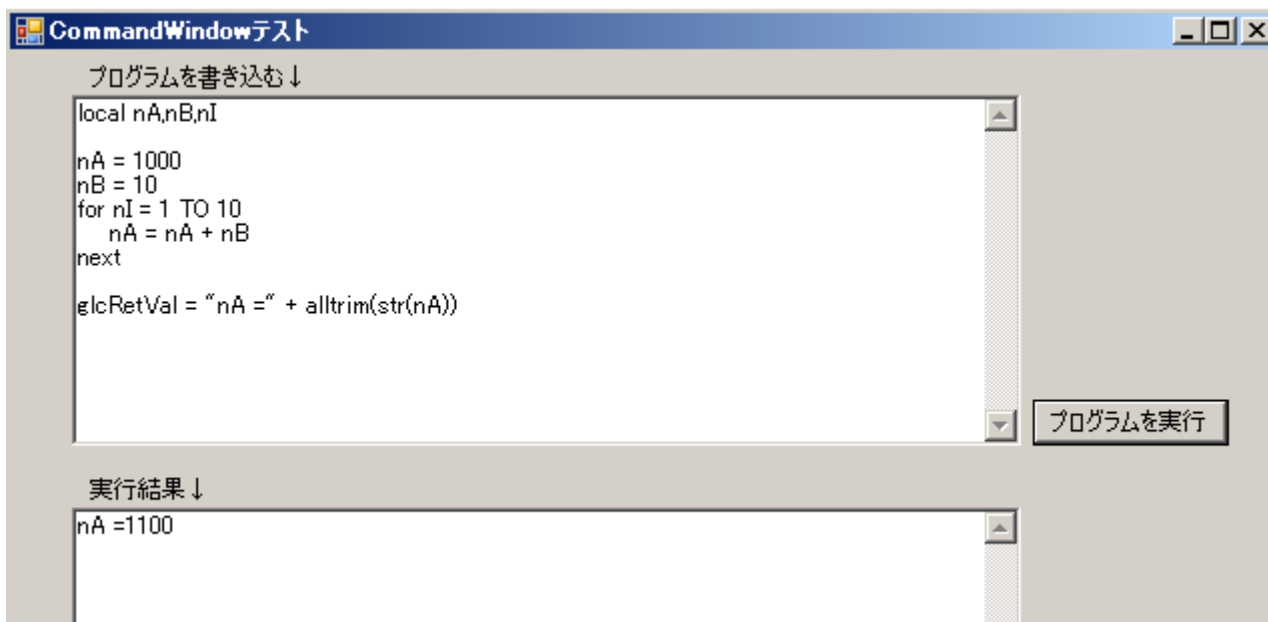 CommandWindowテスト
プログラムを書き込む↓
local nA,nB,nI
nA = 1000
nB = 10
for nI = 1 TO 10
nA = nA + nB
next
glcRetVal = "nA =" + alltrim(str(nA))
プログラムを実行
実行結果↓
nA =1100